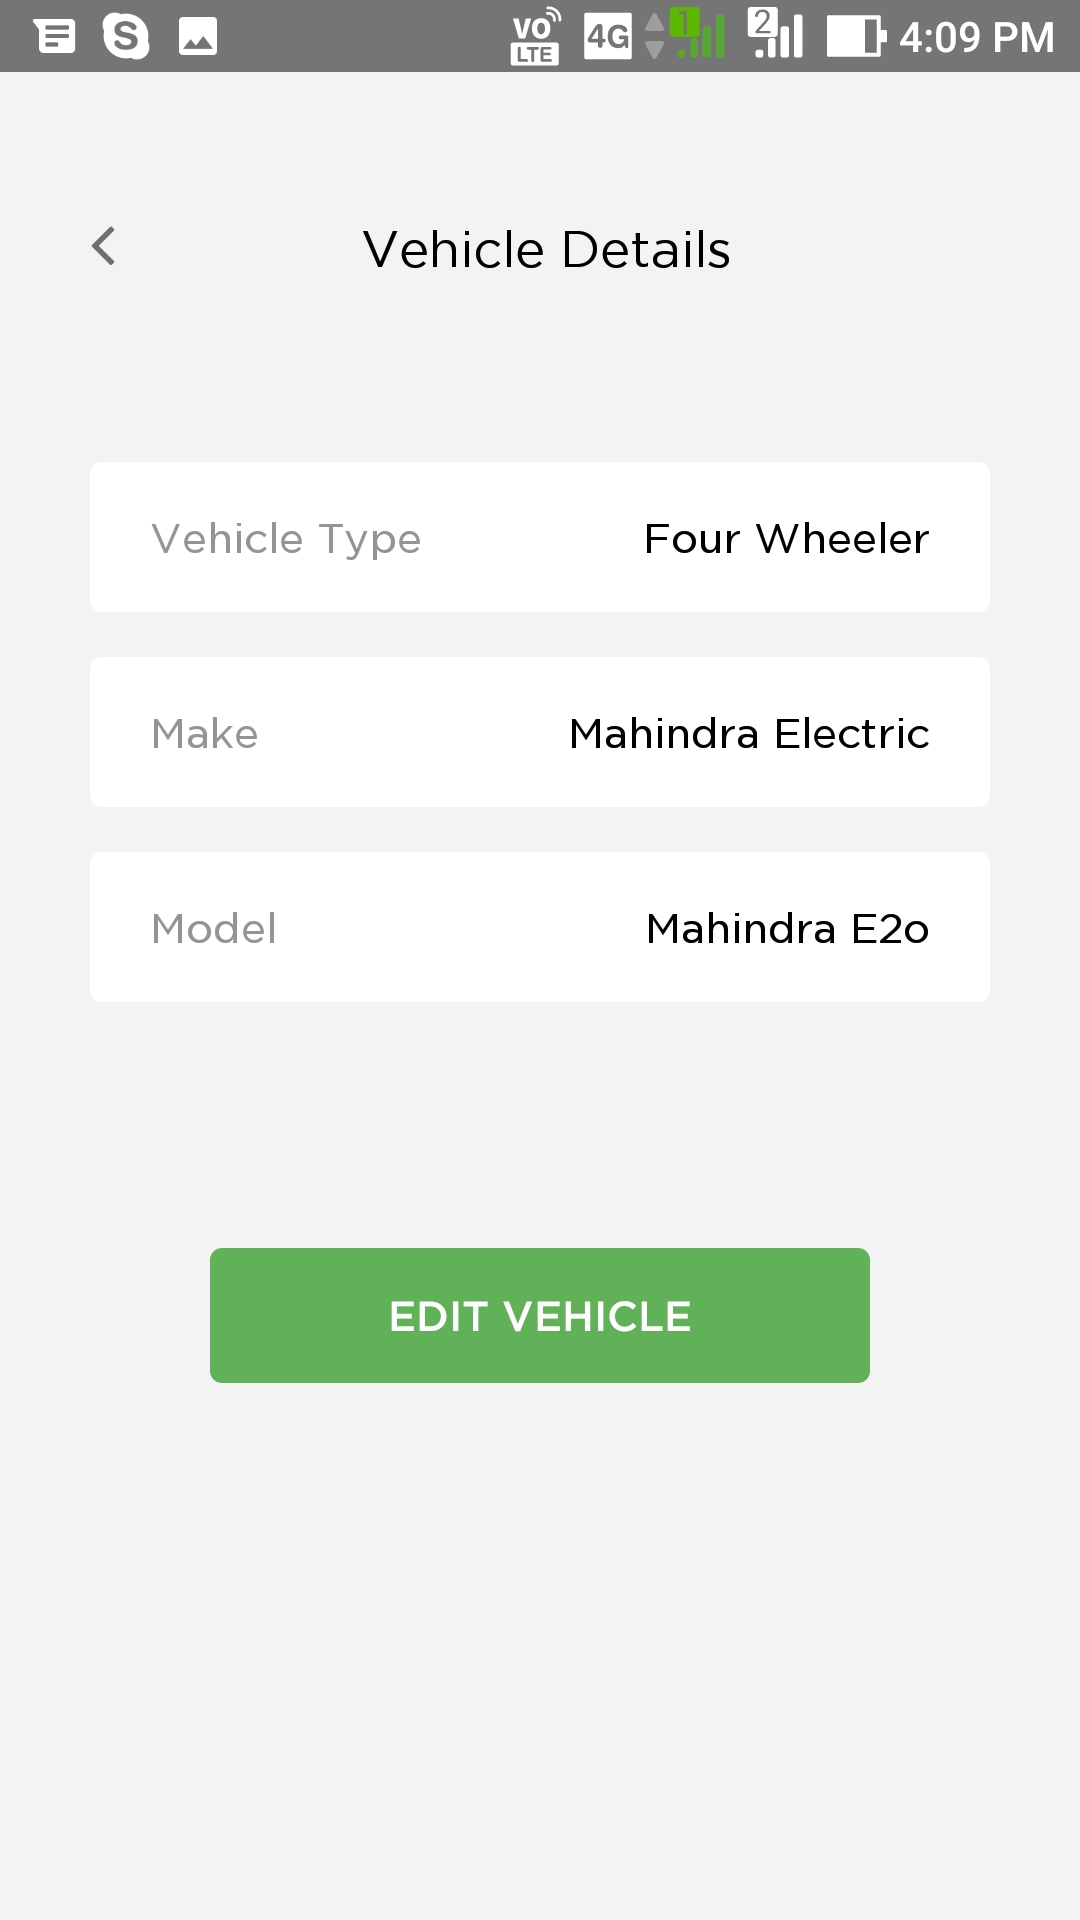 VO LTE 4G 1 2 4:09 PM
Vehicle Details
Vehicle Type Four Wheeler
Make Mahindra Electric
Model Mahindra E2o
EDIT VEHICLE